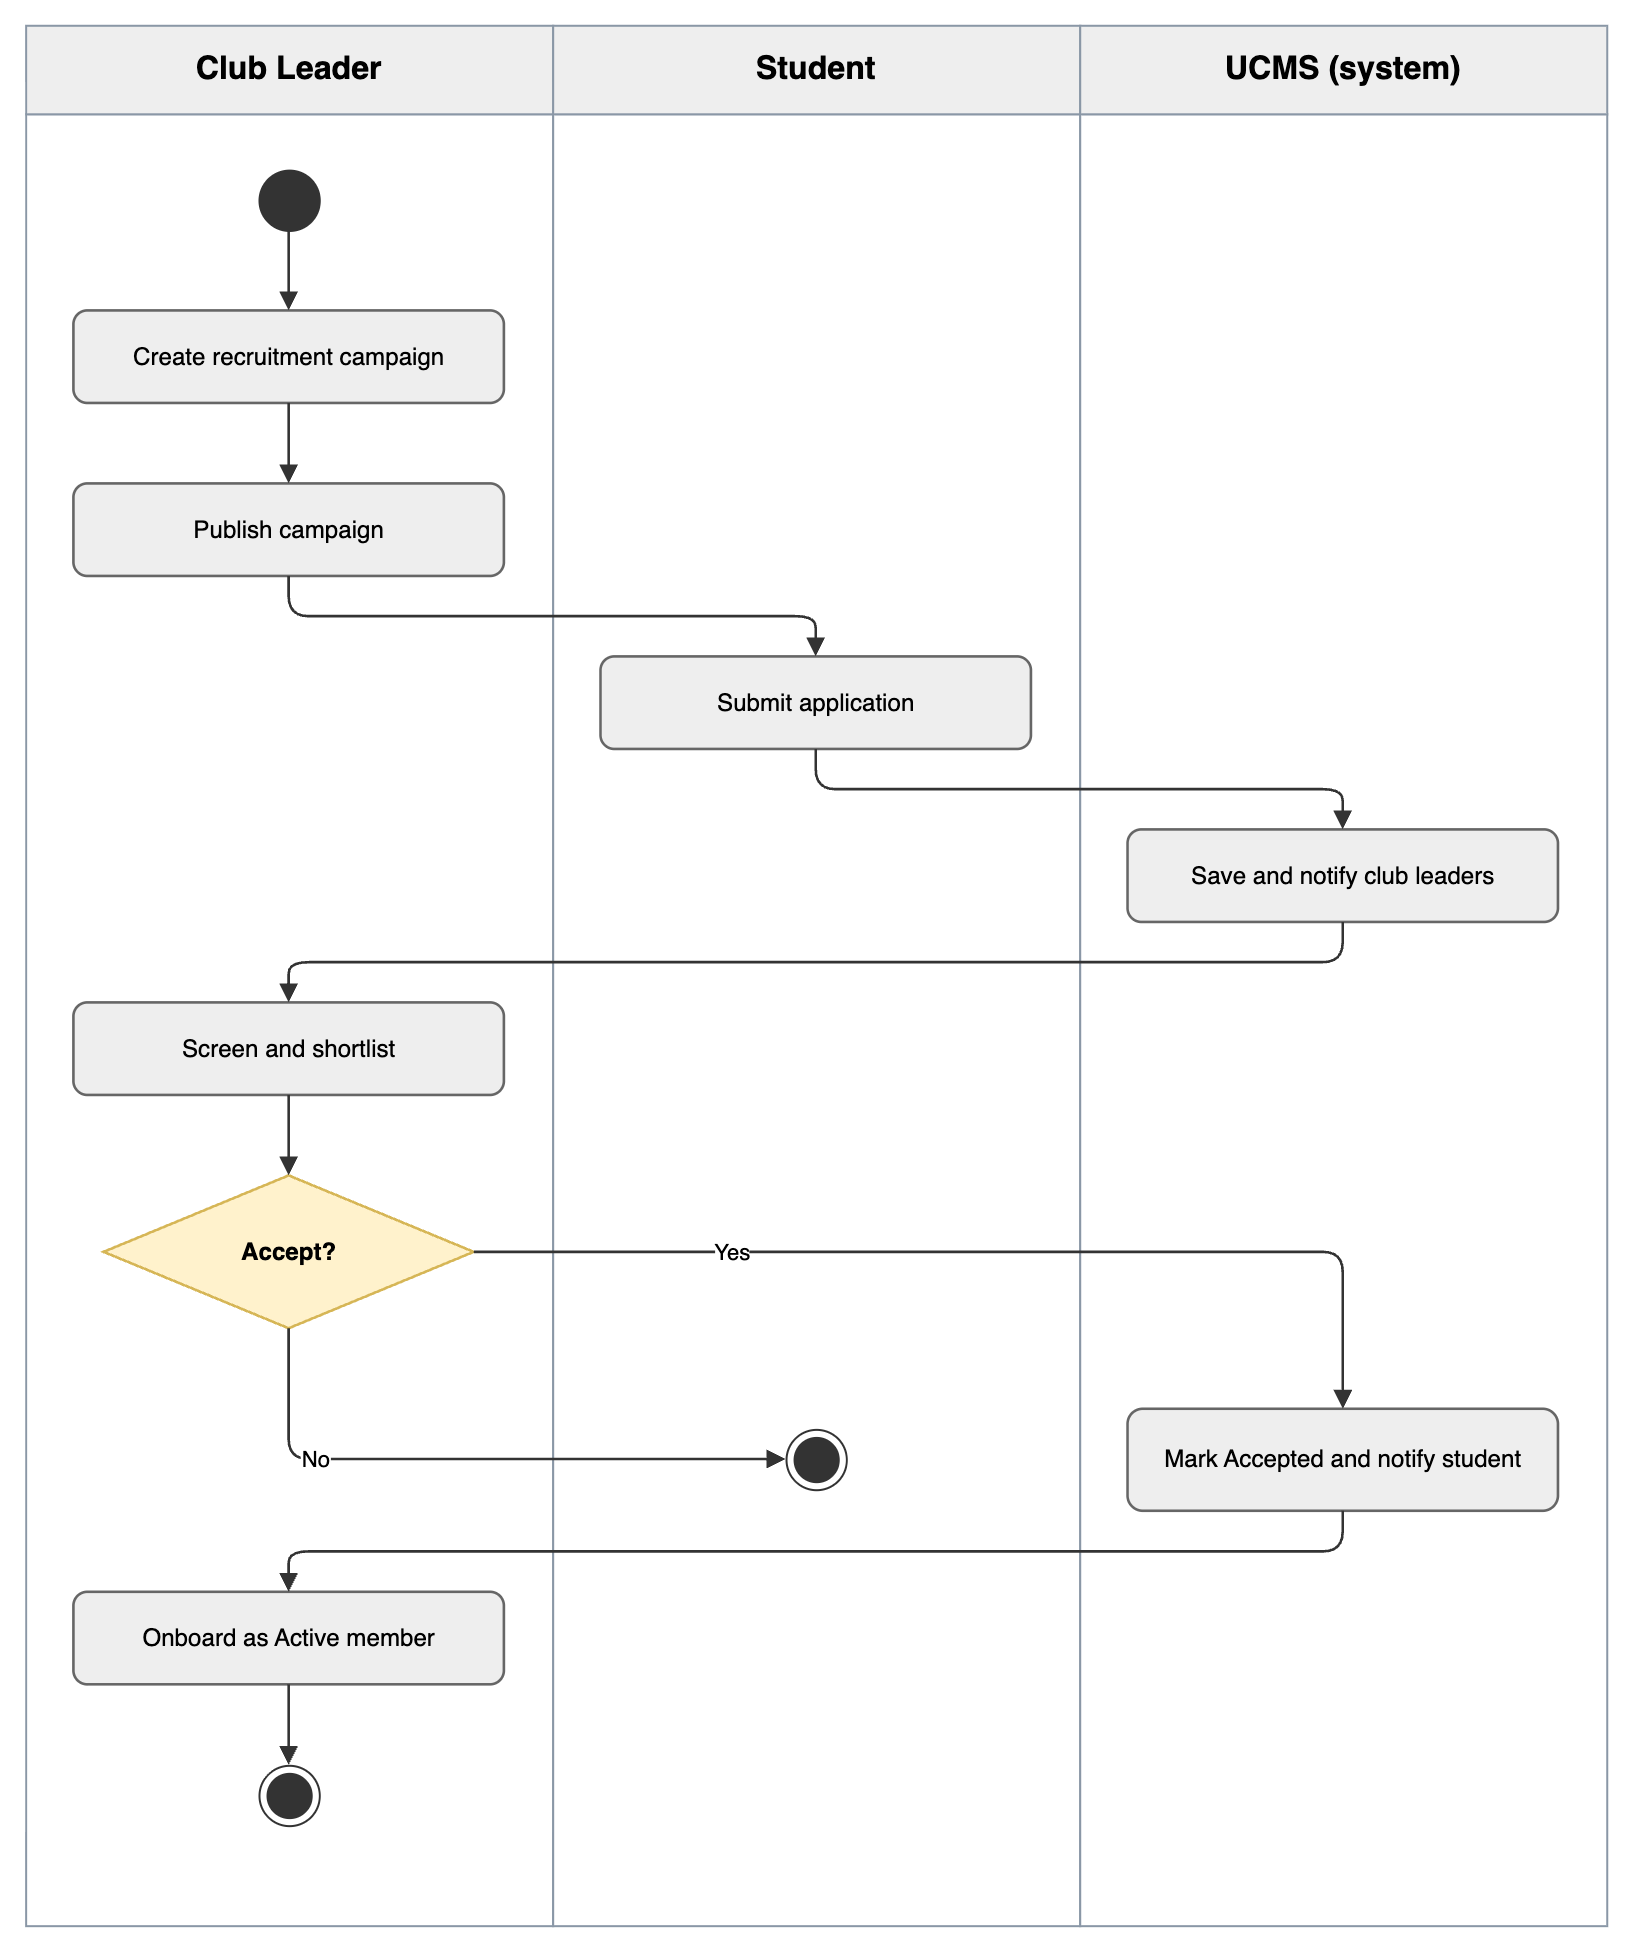 Club Leader
Student
UCMS (system)
Create recruitment campaign
Publish campaign
Submit application
Save and notify club leaders
Screen and shortlist
Accept?
Yes
No
Mark Accepted and notify student
Onboard as Active member